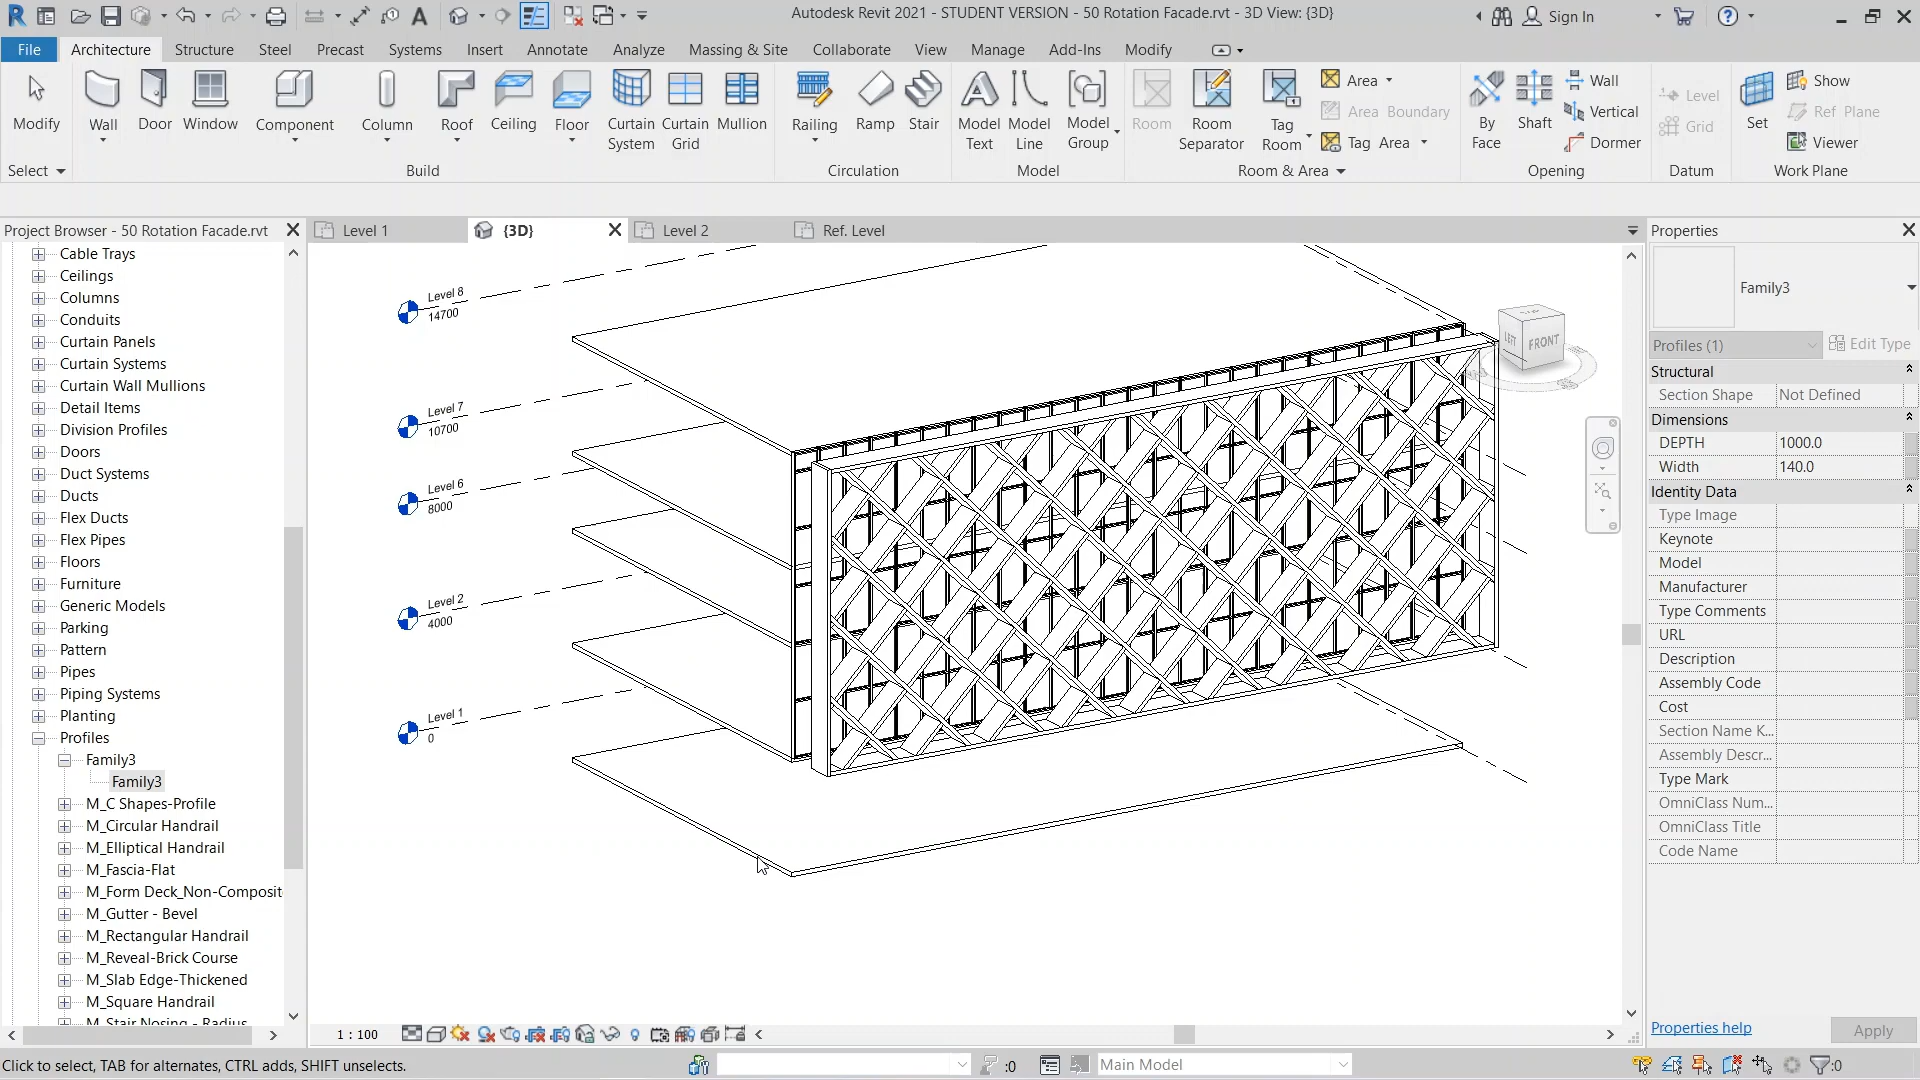 Autodesk Revit 2021 - STUDENT VERSION - 50 Rotation Facade.rvt - 3D View: {3D}
Sign In
File Architecture Structure Steel Precast Systems Insert Annotate Analyze Massing & Site Collaborate View Manage Add-Ins Modify
Modify
Wall
Door
Window
Component
Column
Roof
Ceiling
Floor
Curtain System
Curtain Grid
Mullion
Railing
Ramp
Stair
Model Text
Model Line
Model Group
Room
Room Separator
Tag Room
Area
Area Boundary
Tag Area
By Face
Shaft
Wall
Vertical
Dormer
Level
Grid
Set
Show
Ref Plane
Viewer
Select Build Circulation Model Room & Area Opening Datum Work Plane
Project Browser - 50 Rotation Facade.rvt
Cable Trays
Ceilings
Columns
Conduits
Curtain Panels
Curtain Systems
Curtain Wall Mullions
Detail Items
Division Profiles
Doors
Duct Systems
Ducts
Flex Ducts
Flex Pipes
Floors
Furniture
Generic Models
Parking
Pattern
Pipes
Piping Systems
Planting
Profiles
Family3
Family3
M_C Shapes-Profile
M_Circular Handrail
M_Elliptical Handrail
M_Fascia-Flat
M_Form Deck_Non-Composit
M_Gutter - Bevel
M_Rectangular Handrail
M_Reveal-Brick Course
M_Slab Edge-Thickened
M_Square Handrail
M_Stair Nosing - Radius
Level 1 {3D} Level 2 Ref. Level
Level 8
14700
Level 7
10700
Level 6
8000
Level 2
4000
Level 1
0
TOP
LEFT
FRONT
1 : 100
Properties
Family3
Profiles (1) Edit Type
Structural
Section Shape Not Defined
Dimensions
DEPTH 1000.0
Width 140.0
Identity Data
Type Image
Keynote
Model
Manufacturer
Type Comments
URL
Description
Assembly Code
Cost
Section Name K...
Assembly Descr...
Type Mark
OmniClass Num...
OmniClass Title
Code Name
Properties help Apply
Click to select, TAB for alternates, CTRL adds, SHIFT unselects.
:0
Main Model
:0